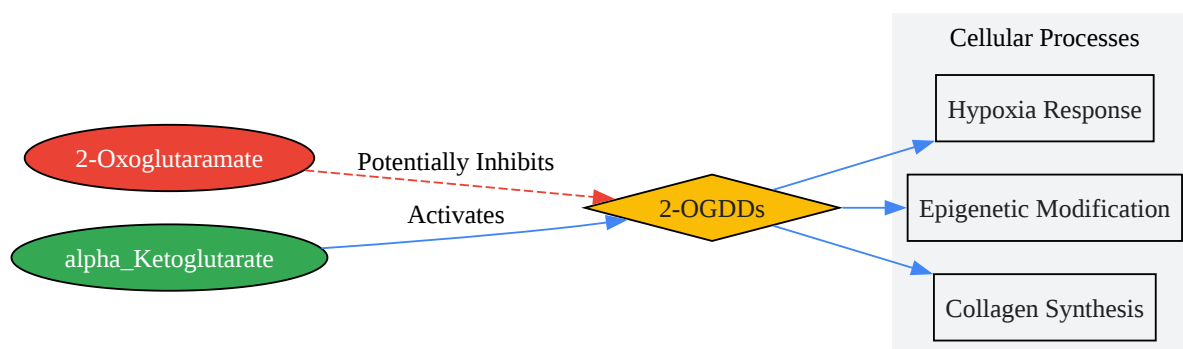 Cellular Processes
Hypoxia Response
2-Oxoglutaramate
Potentially Inhibits
2-OGDDs
Epigenetic Modification
Activates
alpha_Ketoglutarate
Collagen Synthesis